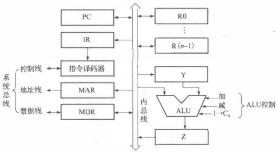 PC
IR
指令译码器
MAR
MDR
系统总线
控制线
地址线
数据线
内总线
R0
R(n−1)
Y
ALU
Z
加
减
1→C₀
ALU控制